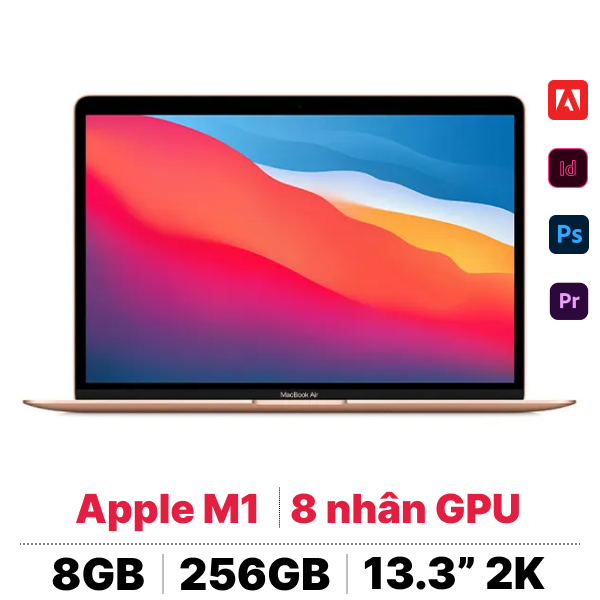 Id
Ps
Pr
MacBook Air
Apple M1 8 nhân GPU
8GB 256GB 13.3” 2K